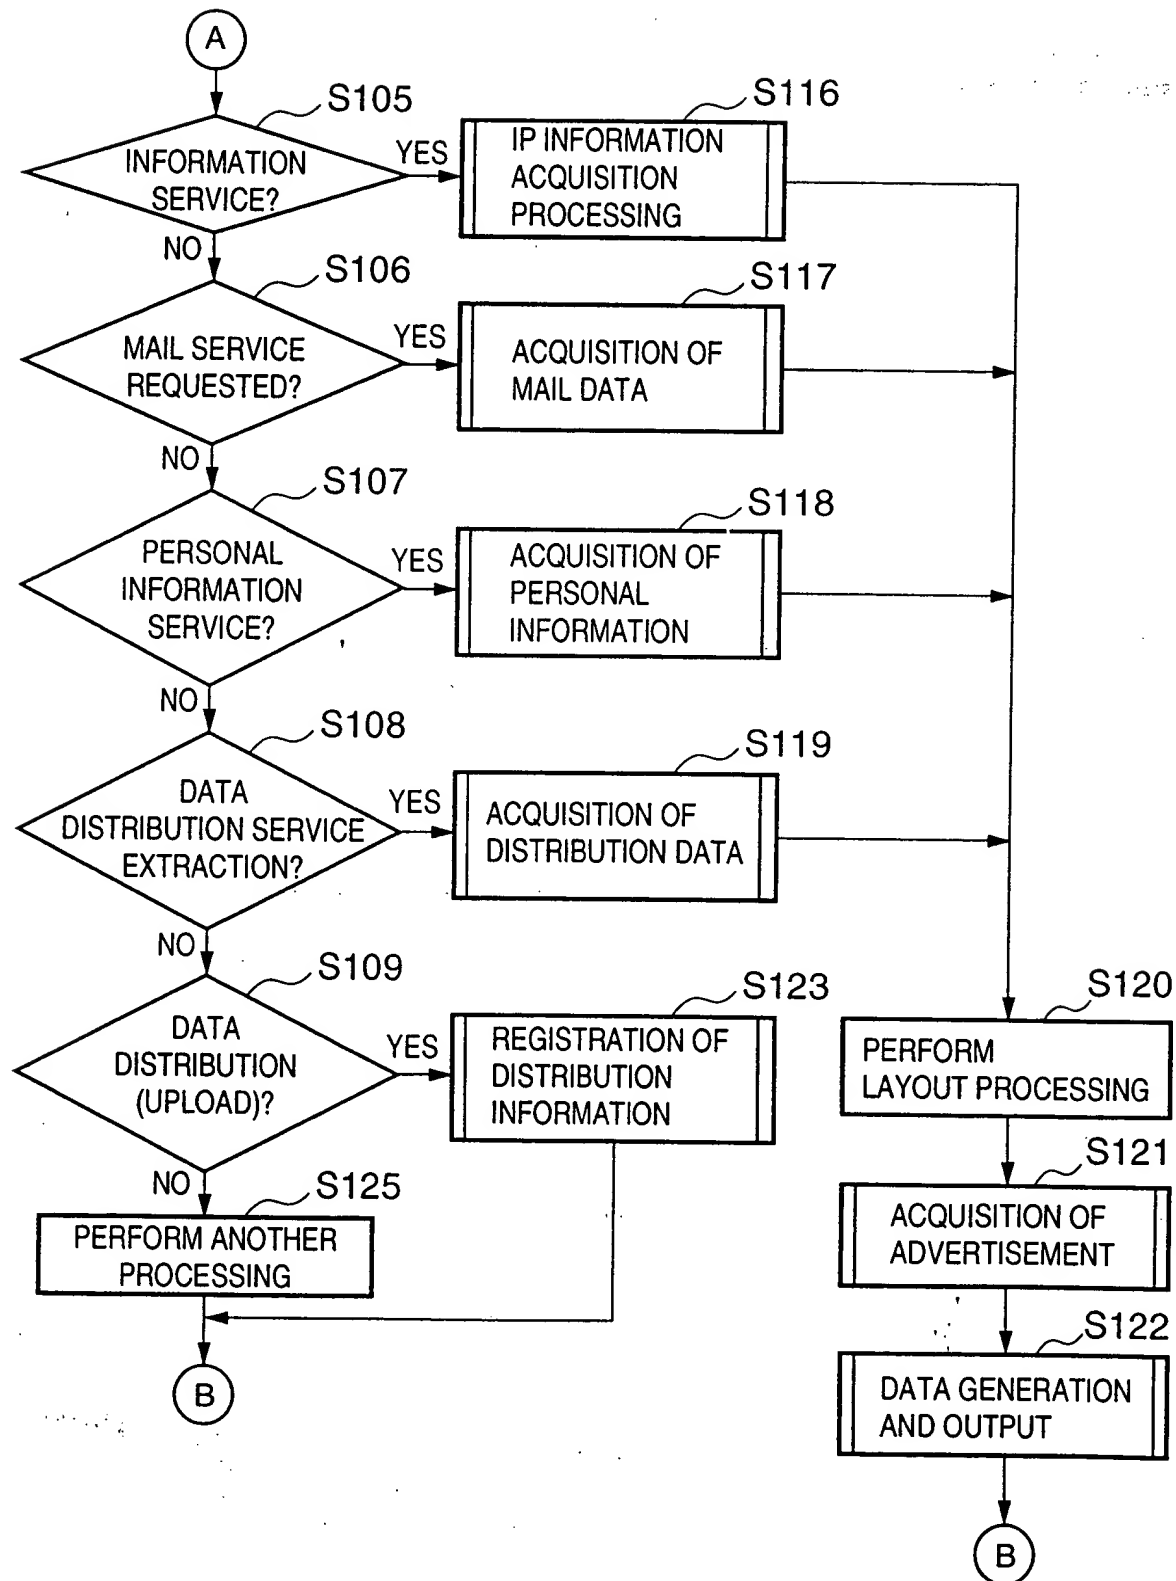 A
S105
INFORMATION
SERVICE?
YES
S116
IP INFORMATION
ACQUISITION
PROCESSING
NO
S106
MAIL SERVICE
REQUESTED?
YES
S117
ACQUISITION OF
MAIL DATA
NO
S107
PERSONAL
INFORMATION
SERVICE?
YES
S118
ACQUISITION OF
PERSONAL
INFORMATION
NO
S108
DATA
DISTRIBUTION SERVICE
EXTRACTION?
YES
S119
ACQUISITION OF
DISTRIBUTION DATA
NO
S109
DATA
DISTRIBUTION
(UPLOAD)?
YES
S123
REGISTRATION OF
DISTRIBUTION
INFORMATION
NO
S125
PERFORM ANOTHER
PROCESSING
B
S120
PERFORM
LAYOUT PROCESSING
S121
ACQUISITION OF
ADVERTISEMENT
S122
DATA GENERATION
AND OUTPUT
B